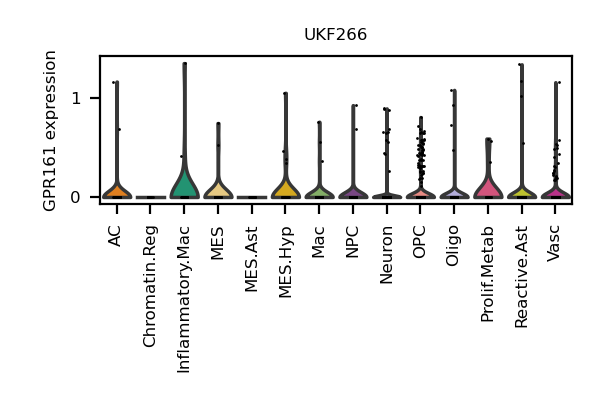 UKF266
GPR161 expression
1
0
AC
Chromatin.Reg
Inflammatory.Mac
MES
MES.Ast
MES.Hyp
Mac
NPC
Neuron
OPC
Oligo
Prolif.Metab
Reactive.Ast
Vasc